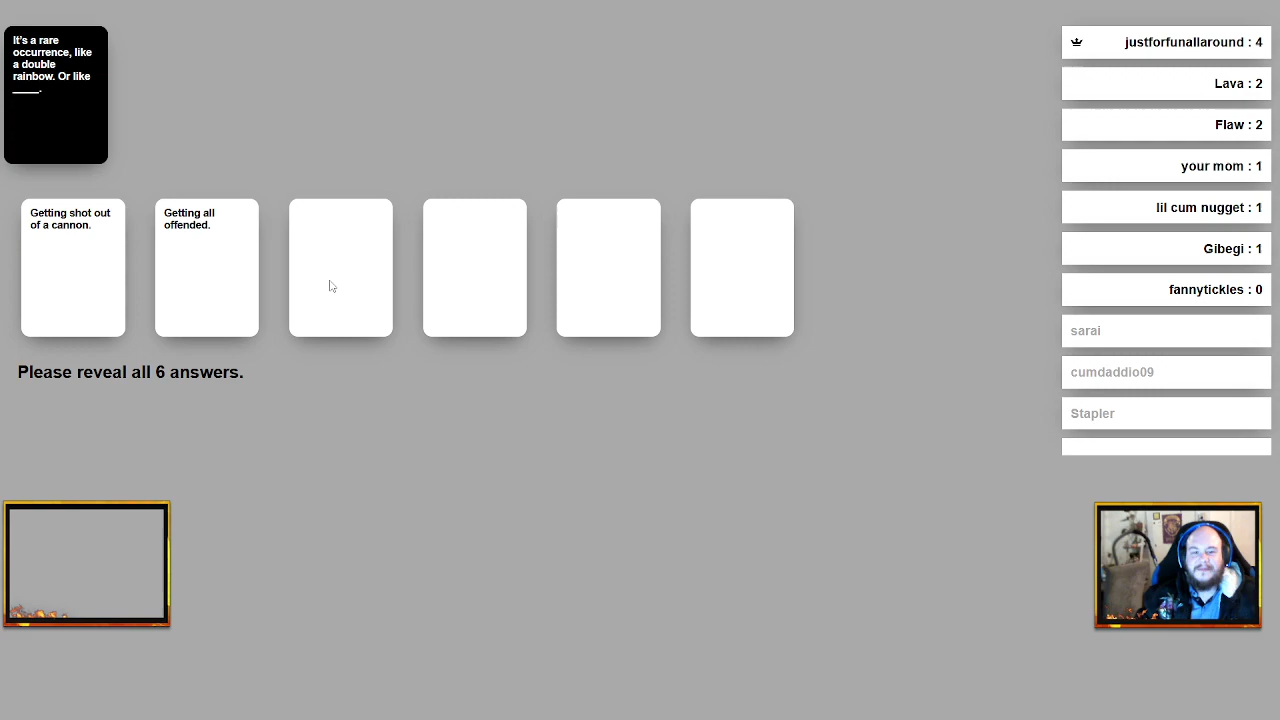 It's a rare
occurrence, like
a double
rainbow. Or like
_____.
Getting shot out
of a cannon.
Getting all
offended.
Please reveal all 6 answers.
justforfunallaround : 4
Lava : 2
Flaw : 2
your mom : 1
lil cum nugget : 1
Gibegi : 1
fannytickles : 0
sarai
cumdaddio09
Stapler